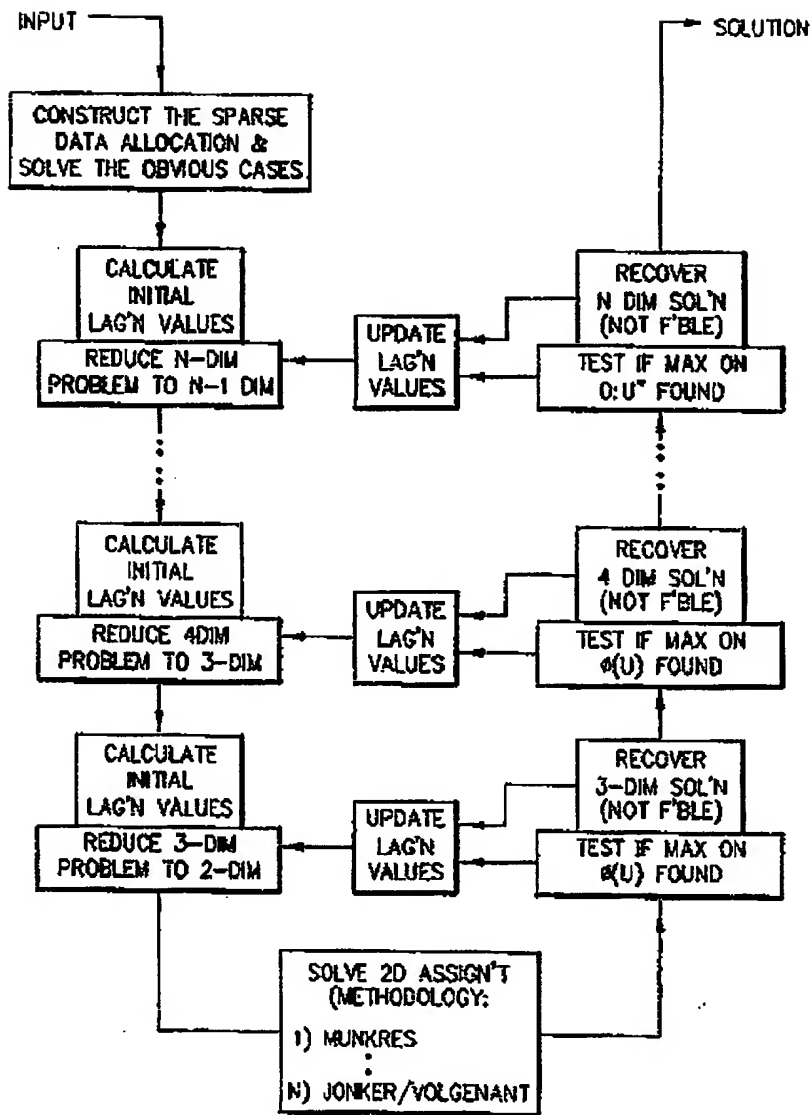 INPUT
SOLUTION
CONSTRUCT THE SPARSE
DATA ALLOCATION &
SOLVE THE OBVIOUS CASES
CALCULATE
INITIAL
LAG'N VALUES
REDUCE N-DIM
PROBLEM TO N-1 DIM
UPDATE
LAG'N
VALUES
RECOVER
N DIM SOL'N
(NOT F'BLE)
TEST IF MAX ON
O:U" FOUND
CALCULATE
INITIAL
LAG'N VALUES
REDUCE 4DIM
PROBLEM TO 3-DIM
UPDATE
LAG'N
VALUES
RECOVER
4 DIM SOL'N
(NOT F'BLE)
TEST IF MAX ON
ø(U) FOUND
CALCULATE
INITIAL
LAG'N VALUES
REDUCE 3-DIM
PROBLEM TO 2-DIM
UPDATE
LAG'N
VALUES
RECOVER
3-DIM SOL'N
(NOT F'BLE)
TEST IF MAX ON
ø(U) FOUND
SOLVE 2D ASSIGN'T
(METHODOLOGY:
1) MUNKRES
N) JONKER/VOLGENANT